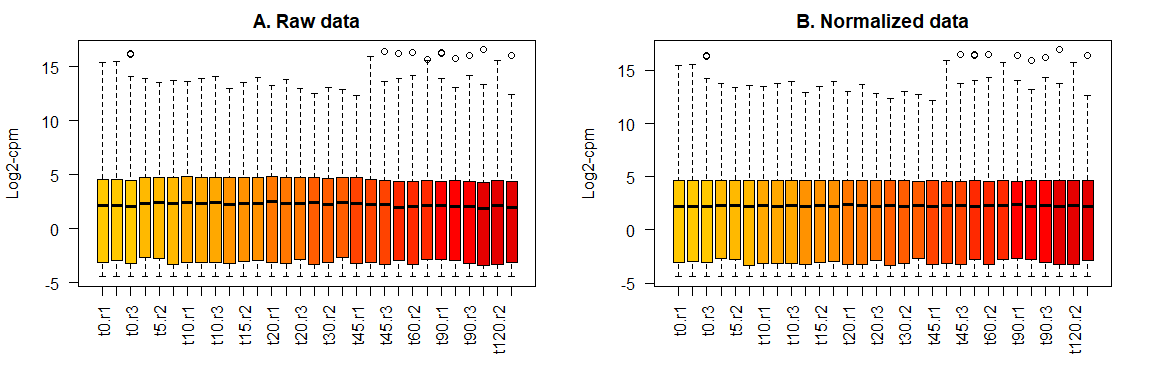 A. Raw data
Log2-cpm
15
10
5
0
-5
t0.r1
t0.r3
t5.r2
t10.r1
t10.r3
t15.r2
t20.r1
t20.r3
t30.r2
t45.r1
t45.r3
t60.r2
t90.r1
t90.r3
t120.r2
B. Normalized data
Log2-cpm
15
10
5
0
-5
t0.r1
t0.r3
t5.r2
t10.r1
t10.r3
t15.r2
t20.r1
t20.r3
t30.r2
t45.r1
t45.r3
t60.r2
t90.r1
t90.r3
t120.r2